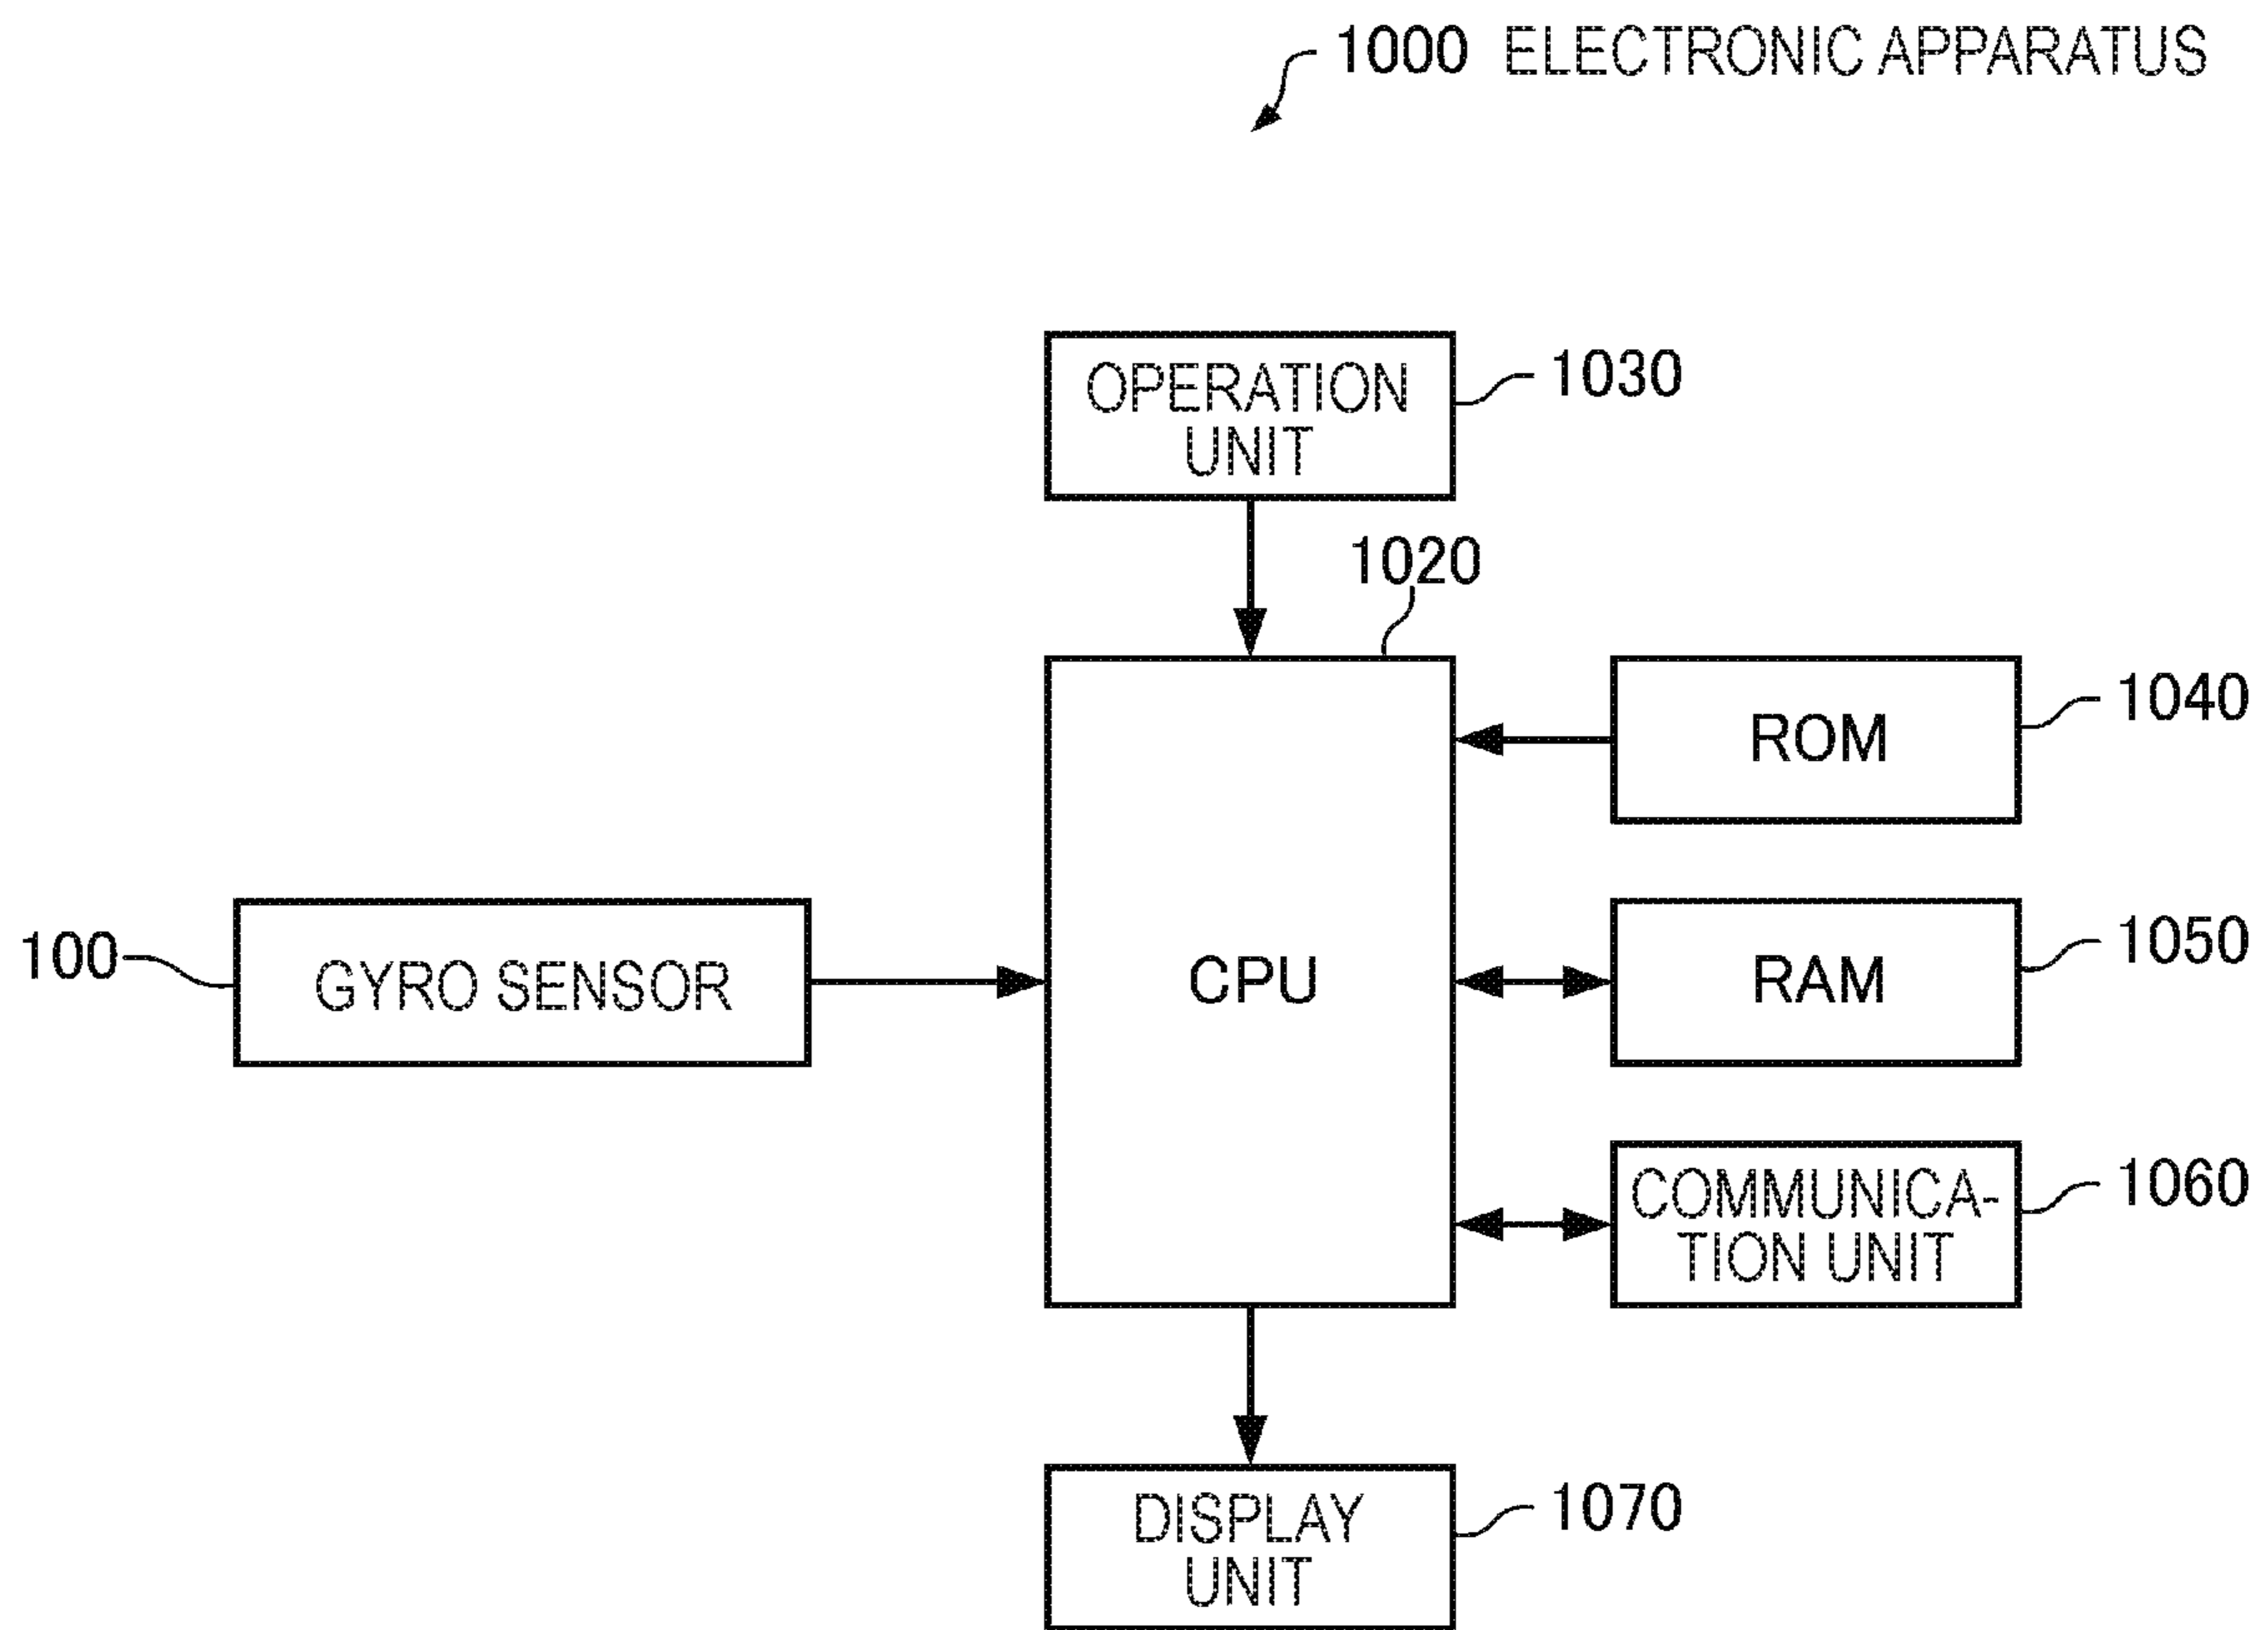 1000 ELECTRONIC APPARATUS
OPERATION
UNIT
1030
1020
ROM
1040
100
GYRO SENSOR
CPU
RAM
1050
COMMUNICA-
TION UNIT
1060
DISPLAY
UNIT
1070